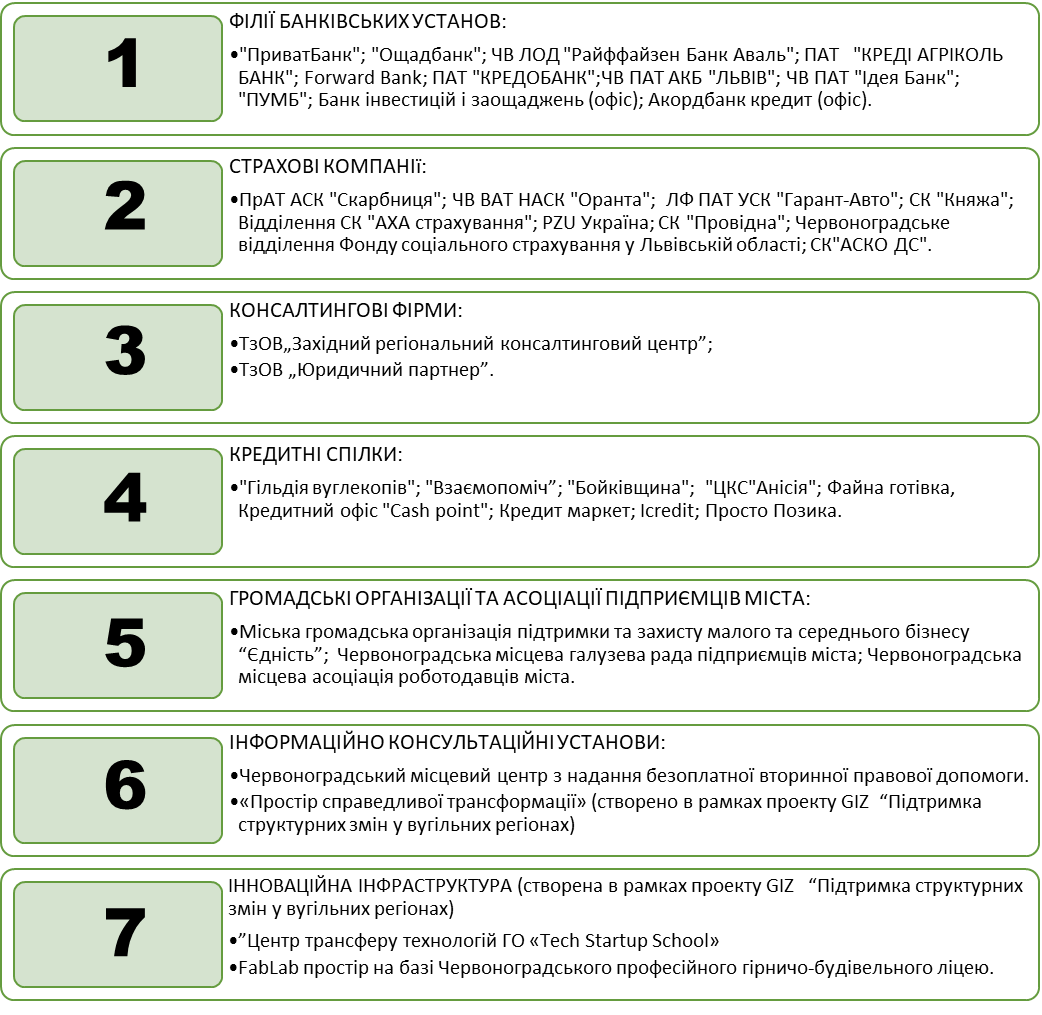 1
ФІЛІЇ БАНКІВСЬКИХ УСТАНОВ:
•"ПриватБанк"; "Ощадбанк"; ЧВ ЛОД "Райффайзен Банк Аваль"; ПАТ "КРЕДІ АГРІКОЛЬ
БАНК"; Forward Bank; ПАТ "КРЕДОБАНК";ЧВ ПАТ АКБ "ЛЬВІВ"; ЧВ ПАТ "Ідея Банк";
"ПУМБ"; Банк інвестицій і заощаджень (офіс); Акордбанк кредит (офіс).
2
СТРАХОВІ КОМПАНІї:
•ПрАТ АСК "Скарбниця"; ЧВ ВАТ НАСК "Оранта"; ЛФ ПАТ УСК "Гарант-Авто"; СК "Княжа";
Відділення СК "АХА страхування"; PZU Україна; СК "Провідна"; Червоноградське
відділення Фонду соціального страхування у Львівській області; СК"АСКО ДС".
3
КОНСАЛТИНГОВІ ФІРМИ:
•ТзОВ„Західний регіональний консалтинговий центр”;
•ТзОВ „Юридичний партнер”.
4
КРЕДИТНІ СПІЛКИ:
•"Гільдія вуглекопів"; "Взаємопоміч”; "Бойківщина"; "ЦКС"Анісія"; Файна готівка,
Кредитний офіс "Cash point"; Кредит маркет; Icredit; Просто Позика.
5
ГРОМАДСЬКІ ОРГАНІЗАЦІЇ ТА АСОЦІАЦІЇ ПІДПРИЄМЦІВ МІСТА:
•Міська громадська організація підтримки та захисту малого та середнього бізнесу
“Єдність”; Червоноградська місцева галузева рада підприємців міста; Червоноградська
місцева асоціація роботодавців міста.
6
ІНФОРМАЦІЙНО КОНСУЛЬТАЦІЙНІ УСТАНОВИ:
•Червоноградський місцевий центр з надання безоплатної вторинної правової допомоги.
•«Простір справедливої трансформації» (створено в рамках проекту GIZ “Підтримка
структурних змін у вугільних регіонах)
7
ІННОВАЦІЙНА ІНФРАСТРУКТУРА (створена в рамках проекту GIZ “Підтримка структурних
змін у вугільних регіонах)
•”Центр трансферу технологій ГО «Tech Startup School»
•FabLab простір на базі Червоноградського професійного гірничо-будівельного ліцею.